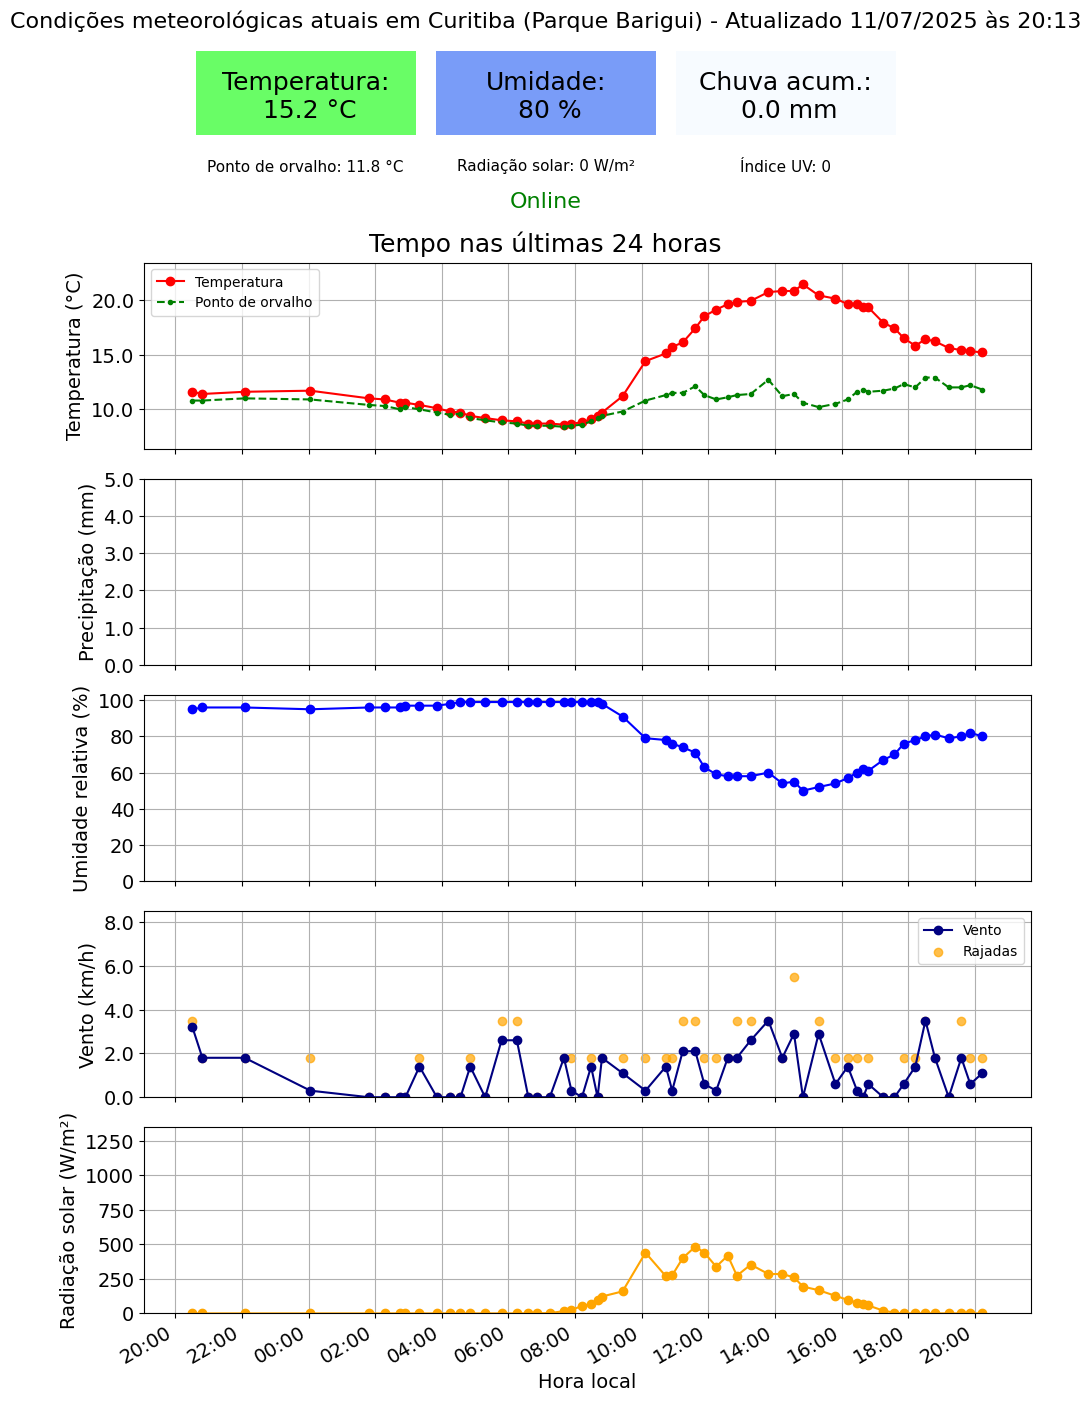 Condições meteorológicas atuais em Curitiba (Parque Barigui) - Atualizado 11/07/2025 às 20:13
Temperatura:
15.2 °C
Umidade:
80 %
Chuva acum.:
0.0 mm
Ponto de orvalho: 11.8 °C
Radiação solar: 0 W/m²
Índice UV: 0
Online
Tempo nas últimas 24 horas
Temperatura (°C)
20.0
15.0
10.0
Temperatura
Ponto de orvalho
Precipitação (mm)
5.0
4.0
3.0
2.0
1.0
0.0
Umidade relativa (%)
100
80
60
40
20
0
Vento (km/h)
8.0
6.0
4.0
2.0
0.0
Vento
Rajadas
Radiação solar (W/m²)
1250
1000
750
500
250
0
20:00
22:00
00:00
02:00
04:00
06:00
08:00
10:00
12:00
14:00
16:00
18:00
20:00
Hora local